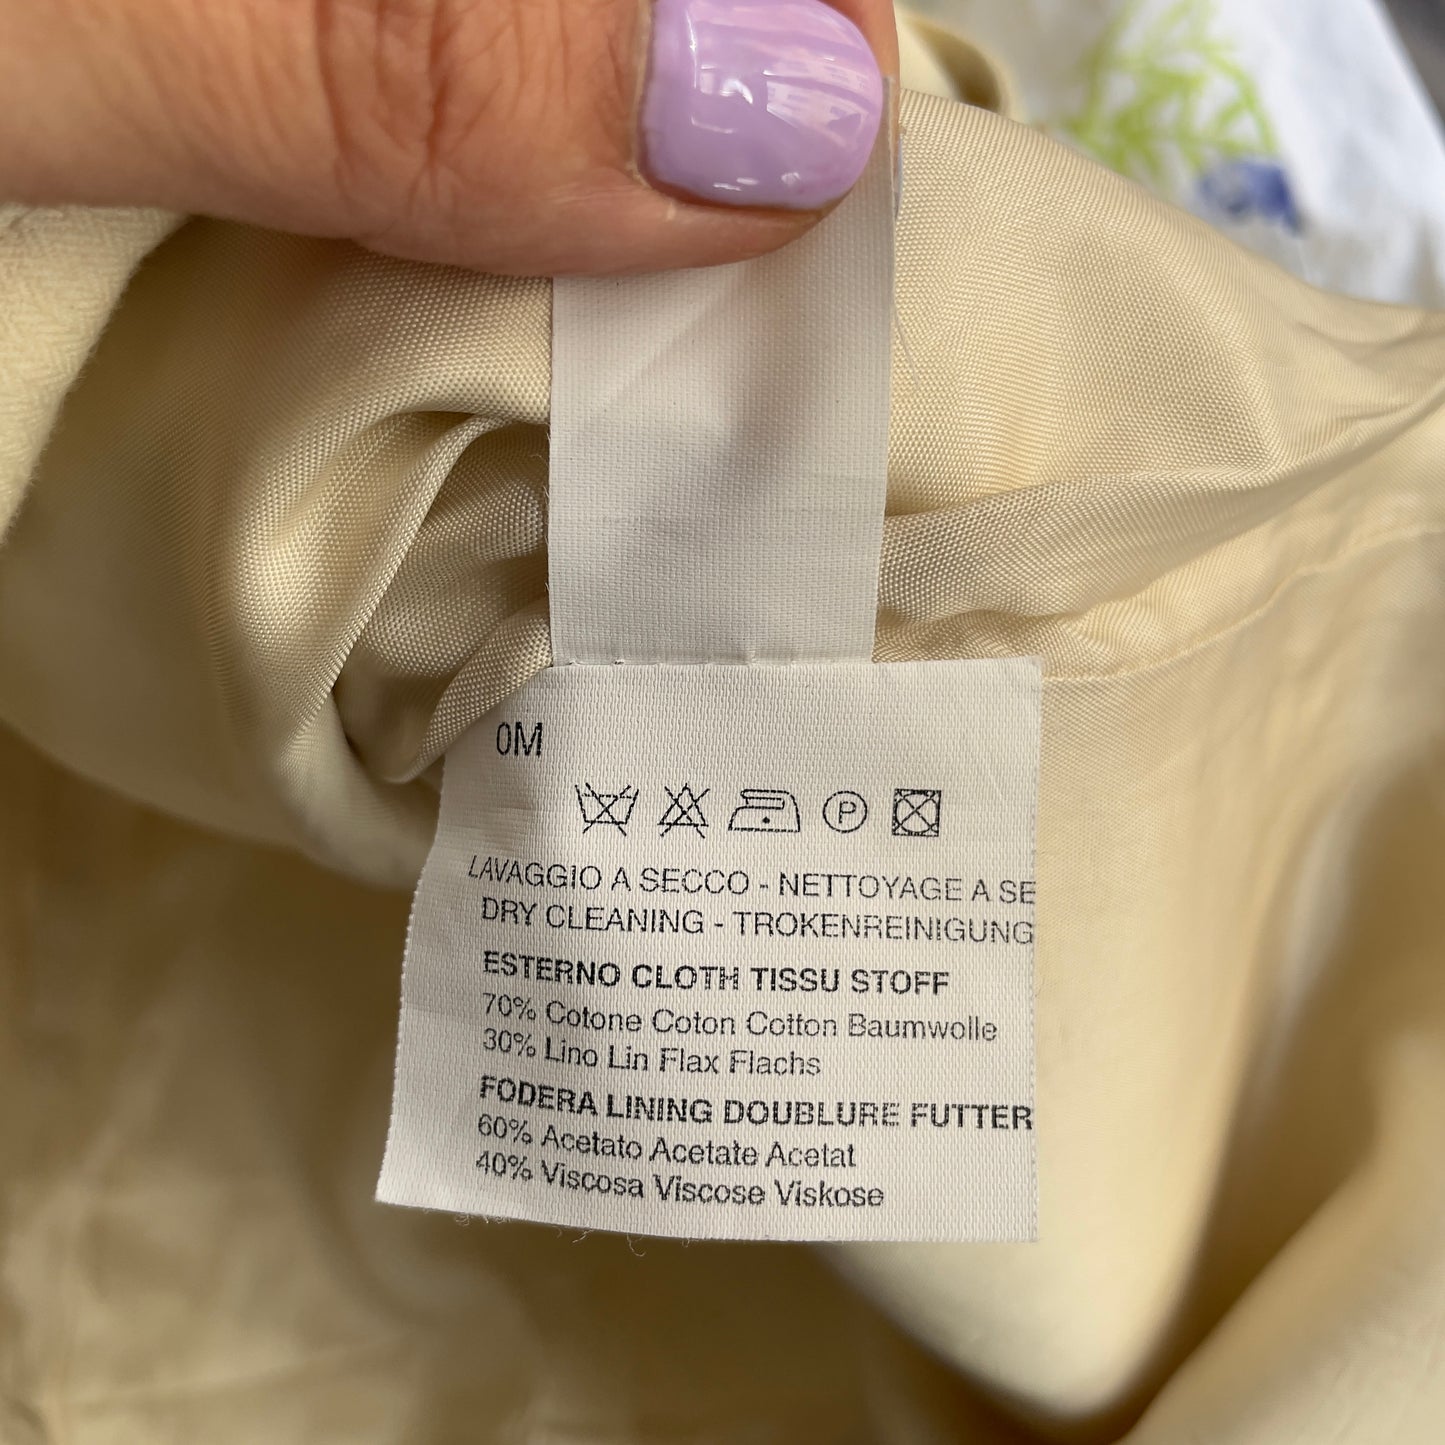 0M
P
LAVAGGIO A SECCO - NETTOYAGE A SE
DRY CLEANING - TROKENREINIGUNG
ESTERNO CLOTH TISSU STOFF
70% Cotone Coton Cotton Baumwolle
30% Lino Lin Flax Flachs
FODERA LINING DOUBLURE FUTTER
60% Acetato Acetate Acetat
40% Viscosa Viscose Viskose